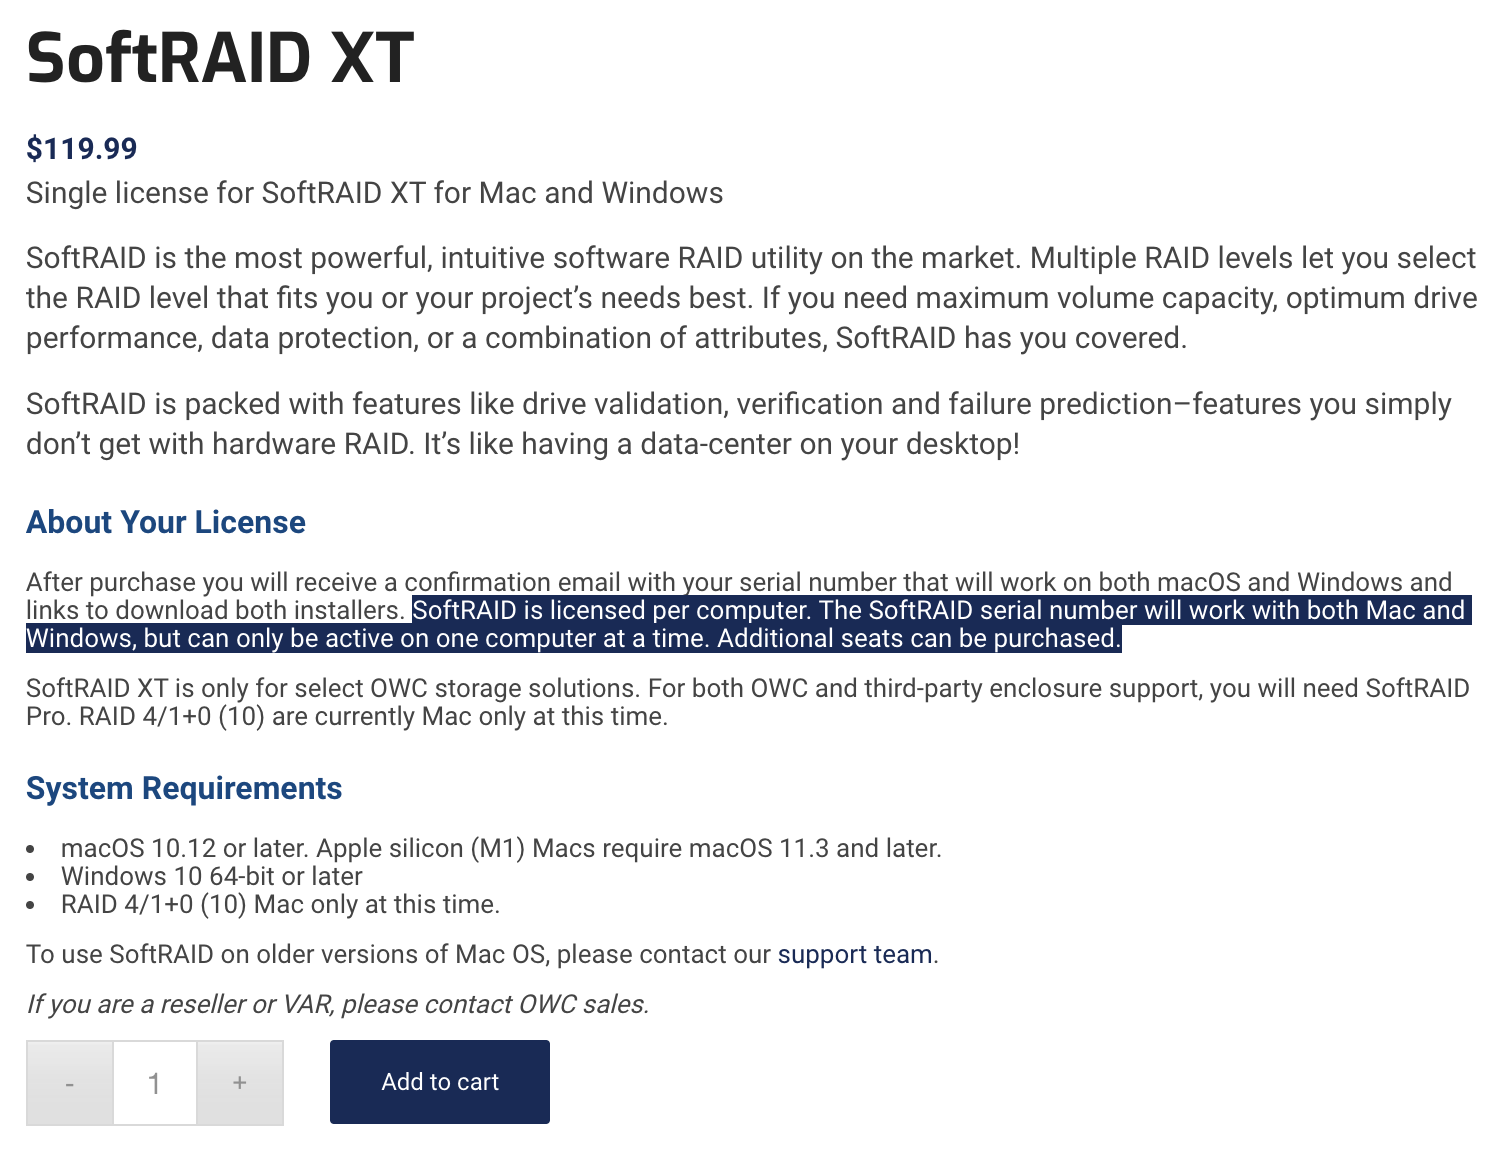 SoftRAID XT
$119.99
Single license for SoftRAID XT for Mac and Windows
SoftRAID is the most powerful, intuitive software RAID utility on the market. Multiple RAID levels let you select
the RAID level that fits you or your project’s needs best. If you need maximum volume capacity, optimum drive
performance, data protection, or a combination of attributes, SoftRAID has you covered.
SoftRAID is packed with features like drive validation, verification and failure prediction–features you simply
don’t get with hardware RAID. It’s like having a data-center on your desktop!
About Your License
After purchase you will receive a confirmation email with your serial number that will work on both macOS and Windows and
links to download both installers. SoftRAID is licensed per computer. The SoftRAID serial number will work with both Mac and
Windows, but can only be active on one computer at a time. Additional seats can be purchased.
SoftRAID XT is only for select OWC storage solutions. For both OWC and third-party enclosure support, you will need SoftRAID
Pro. RAID 4/1+0 (10) are currently Mac only at this time.
System Requirements
• macOS 10.12 or later. Apple silicon (M1) Macs require macOS 11.3 and later.
• Windows 10 64-bit or later
• RAID 4/1+0 (10) Mac only at this time.
To use SoftRAID on older versions of Mac OS, please contact our support team.
If you are a reseller or VAR, please contact OWC sales.
- 1 + Add to cart